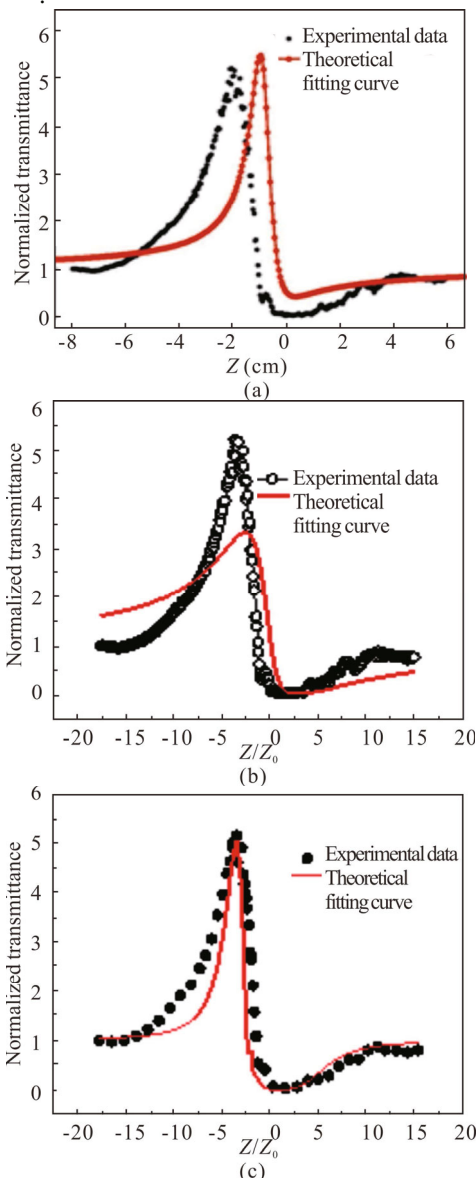 Experimental data
Theoretical
fitting curve
Normalized transmittance
6
5
4
3
2
1
0
-8 -6 -4 -2 0 2 4 6
Z (cm)
(a)
Experimental data
Theoretical
fitting curve
Normalized transmittance
6
5
4
3
2
1
0
-20 -15 -10 -5 0 5 10 15 20
Z/Z₀
(b)
Experimental data
Theoretical
fitting curve
Normalized transmittance
6
5
4
3
2
1
0
-20 -15 -10 -5 0 5 10 15 20
Z/Z₀
(c)